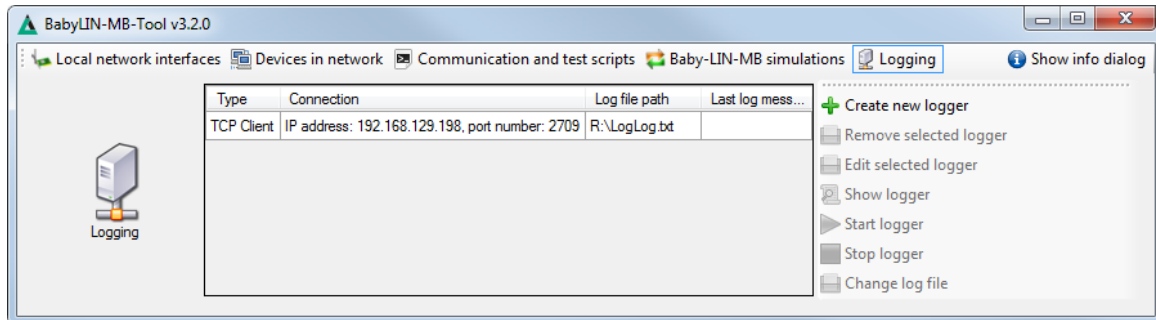 BabyLIN-MB-Tool v3.2.0
Local network interfaces Devices in network Communication and test scripts Baby-LIN-MB simulations Logging Show info dialog
Type Connection Log file path Last log mess...
TCP Client IP address: 192.168.129.198, port number: 2709 R:\LogLog.txt
Logging
Create new logger
Remove selected logger
Edit selected logger
Show logger
Start logger
Stop logger
Change log file